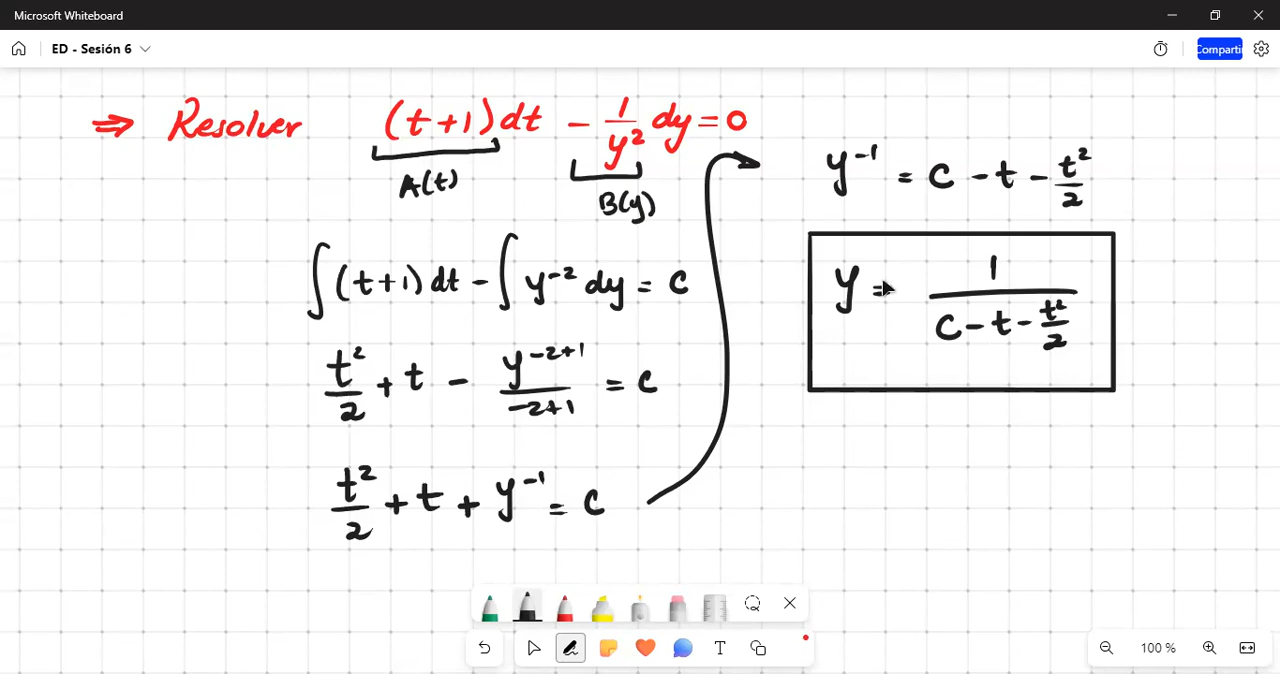 Microsoft Whiteboard
ED - Sesión 6
Comparti
⇒ Resolver (t+1)dt - 1/y² dy = 0
A(t) B(y)
∫(t+1)dt - ∫y⁻² dy = c
t²/2 + t - y⁻²⁺¹/-2+1 = c
t²/2 + t + y⁻¹ = c
y⁻¹ = c - t - t²/2
y = 1/(c - t - t²/2)
100 %